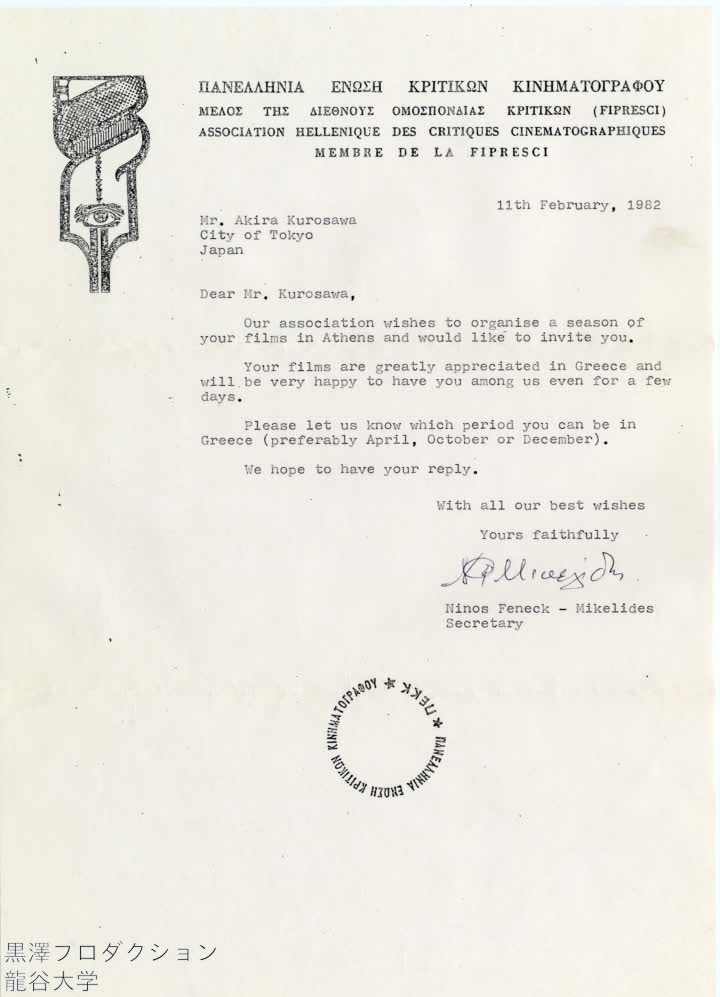 ΠΑΝΕΛΛΗΝΙΑ ΕΝΩΣΗ ΚΡΙΤΙΚΩΝ ΚΙΝΗΜΑΤΟΓΡΑΦΟΥ
ΜΕΛΟΣ ΤΗΣ ΔΙΕΘΝΟΥΣ ΟΜΟΣΠΟΝΔΙΑΣ ΚΡΙΤΙΚΩΝ (FIPRESCI)
ASSOCIATION HELLENIQUE DES CRITIQUES CINEMATOGRAPHIQUES
MEMBRE DE LA FIPRESCI
11th February, 1982
Mr. Akira Kurosawa
City of Tokyo
Japan
Dear Mr. Kurosawa,
Our association wishes to organise a season of
your films in Athens and would like to invite you.
Your films are greatly appreciated in Greece and
will be very happy to have you among us even for a few
days.
Please let us know which period you can be in
Greece (preferably April, October or December).
We hope to have your reply.
With all our best wishes
Yours faithfully
Ninos Feneck - Mikelides
Secretary
ΠΑΝΕΛΛΗΝΙΑ ΕΝΩΣΗ ΚΡΙΤΙΚΩΝ ΚΙΝΗΜΑΤΟΓΡΑΦΟΥ ★ ΠΕΚΚ ★
黒澤プロダクション
龍谷大学